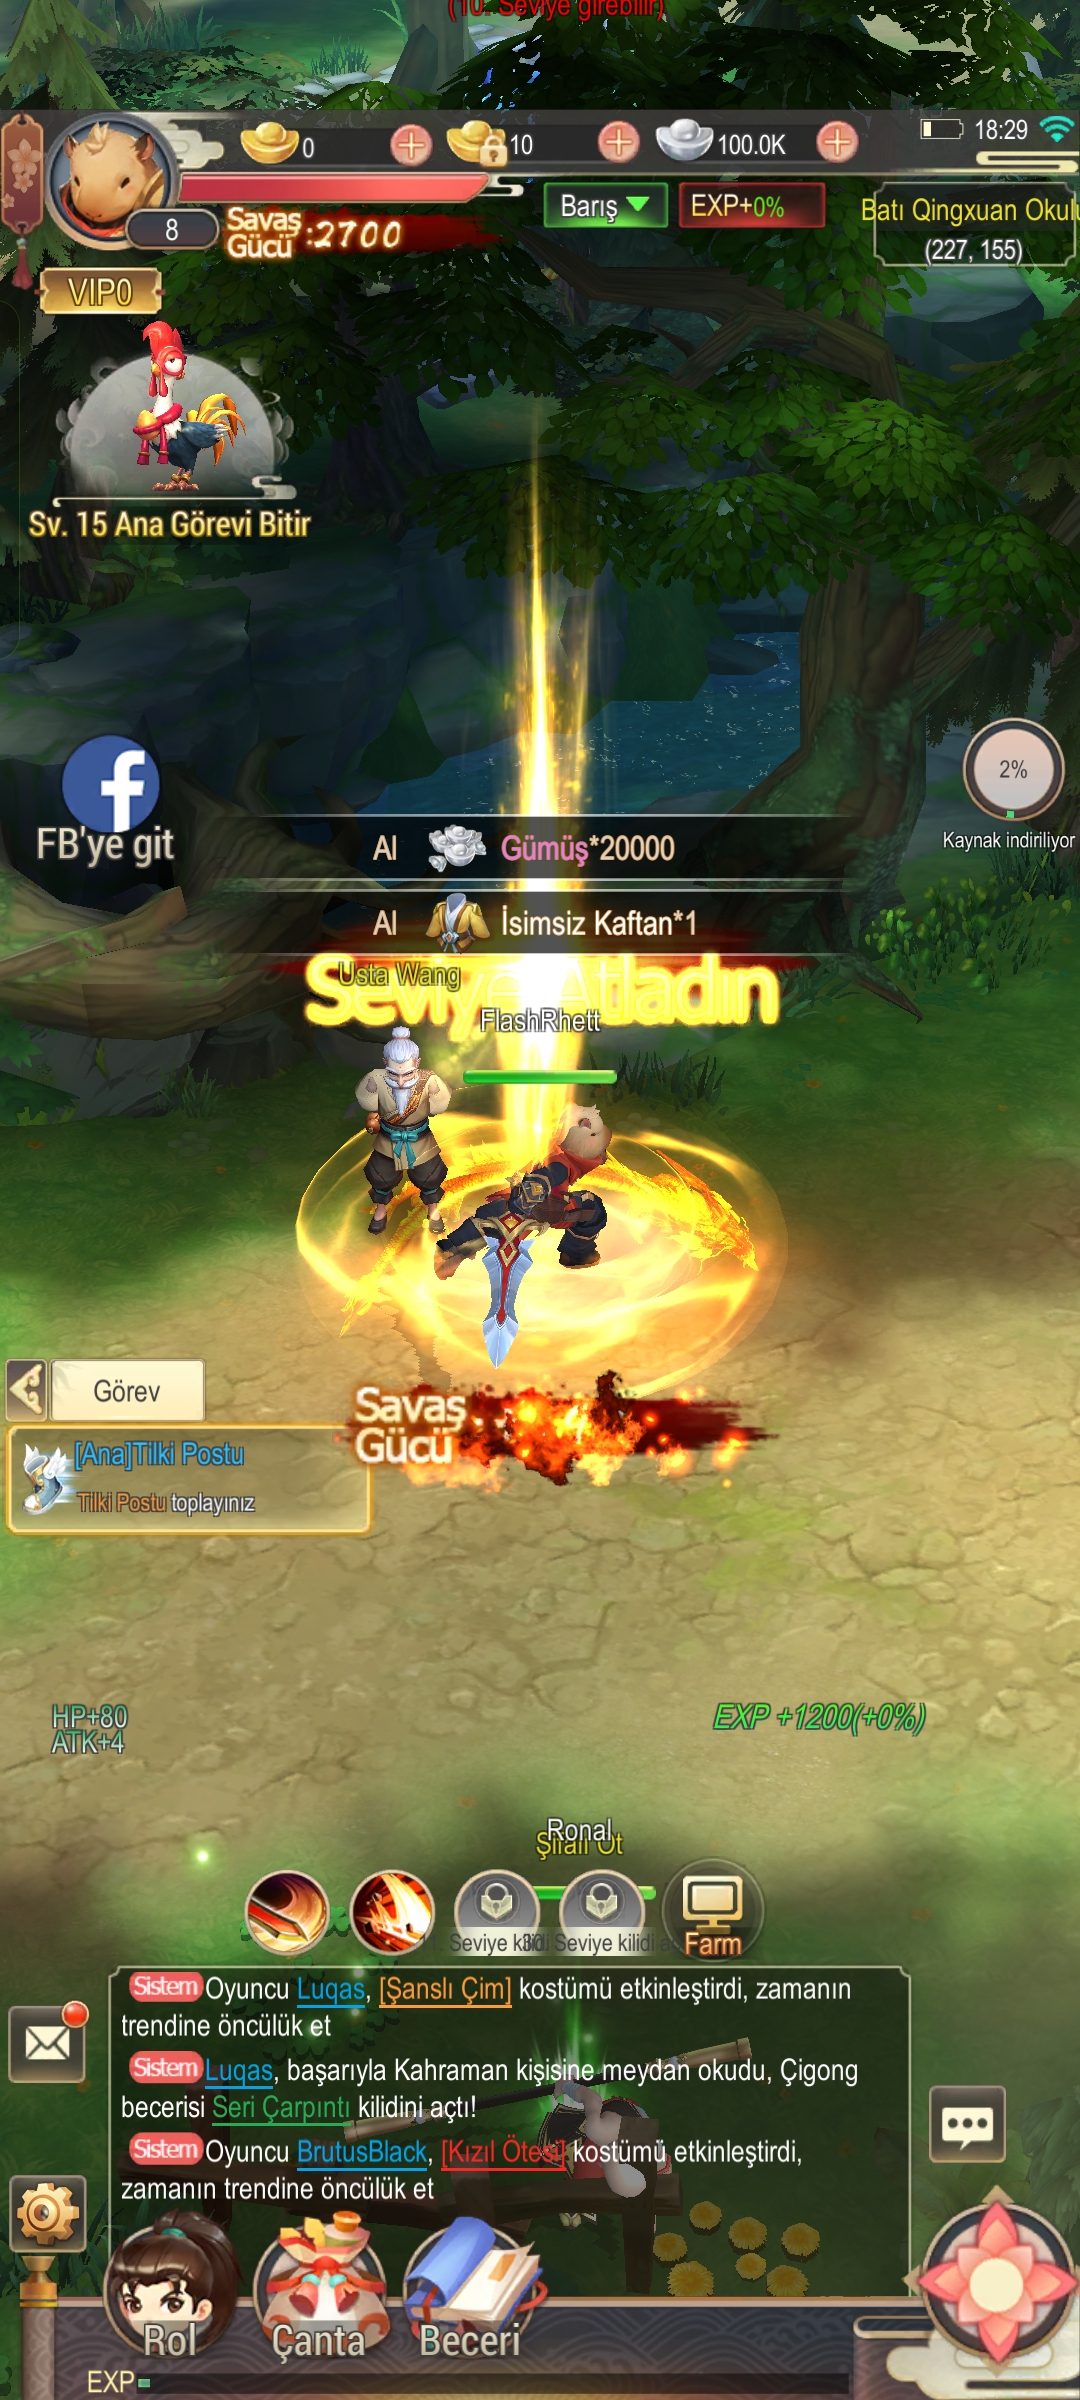 (10. Seviye girebilir)
0
10
100.0K
18:29
8
Savaş Gücü:2700
Barış
EXP+0%
Batı Qingxuan Okulu
(227, 155)
VIP0
Sv. 15 Ana Görevi Bitir
FB'ye git
2%
Kaynak indiriliyor
Al Gümüş*20000
Al İsimsiz Kaftan*1
Usta Wang
Seviye Atladın
FlashRhett
Görev
Savaş Gücü
[Ana]Tilki Postu
Tilki Postu toplayınız
HP+80
ATK+4
EXP +1200(+0%)
Ronal
Şifalı Ot
Seviye kilidi
Seviye kilidi
Farm
Sistem Oyuncu Luqas, [Şanslı Çim] kostümü etkinleştirdi, zamanın
trendine öncülük et
Sistem Luqas, başarıyla Kahraman kişisine meydan okudu, Çigong
becerisi Seri Çarpıntı kilidini açtı!
Sistem Oyuncu BrutusBlack, [Kızıl Ötesi] kostümü etkinleştirdi,
zamanın trendine öncülük et
Rol
Çanta
Beceri
EXP